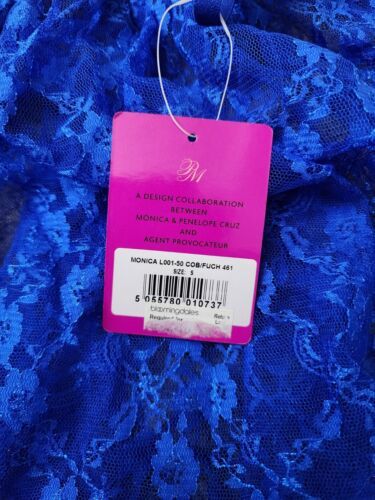 PM
A DESIGN COLLABORATION
BETWEEN
MONICA & PENELOPE CRUZ
AND
AGENT PROVOCATEUR
MONICA L001-50 COB/FUCH 461
SIZE: S
5 055780 010737
bloomingdales